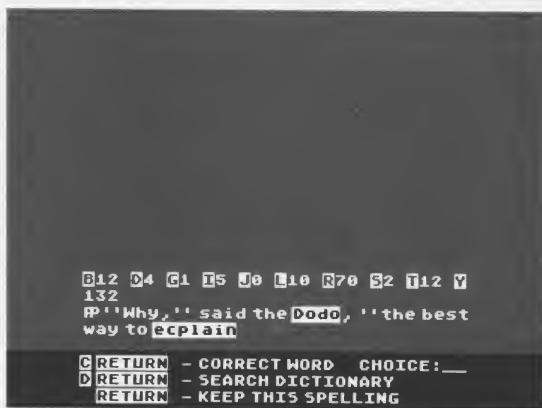 B12 D4 G1 I5 J0 L10 R70 S2 T12 Y
132
P''Why,'' said the Dodo, ''the best
way to ecplain
C RETURN - CORRECT WORD CHOICE:__
D RETURN - SEARCH DICTIONARY
RETURN - KEEP THIS SPELLING